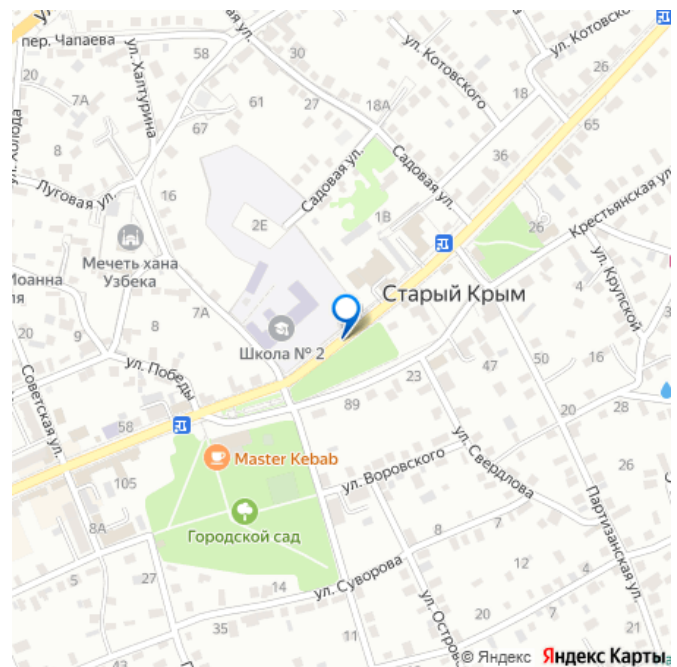 пер. Чапаева
58
ул. Котовского
ул. Котовского
20
7А
ул. Халтурина
61
30
27
18А
18
26
67
65
8
Луговая ул.
16
Садовая ул.
Садовая ул.
36
2Е
1В
26
Крестьянская ул.
Мечеть хана
Узбека
ул. Крупской
4
Иоанна
7А
8
Старый Крым
20
9
Школа № 2
ул. Победы
Советская ул.
58
23
47
50
89
20
28
Master Kebab
ул. Воровского
ул. Свердлова
26
105
8А
Городской сад
8
7
Партизанская ул.
5
27
14
ул. Суворова
20
7
35
11
28
© Яндекс Яндекс Карты